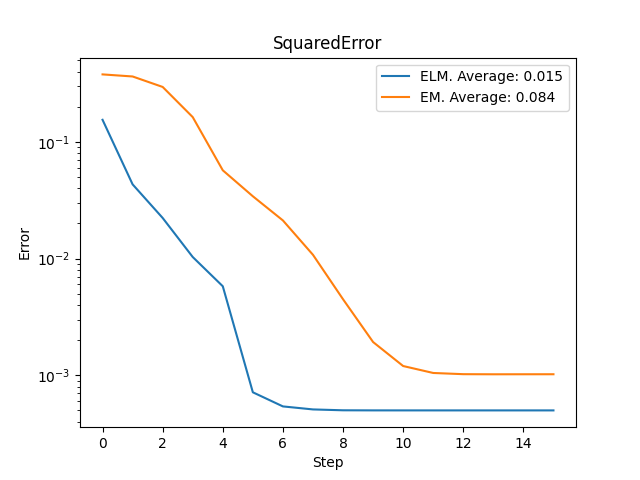 SquaredError
ELM. Average: 0.015
EM. Average: 0.084
Error
10⁻¹
10⁻²
10⁻³
0 2 4 6 8 10 12 14
Step